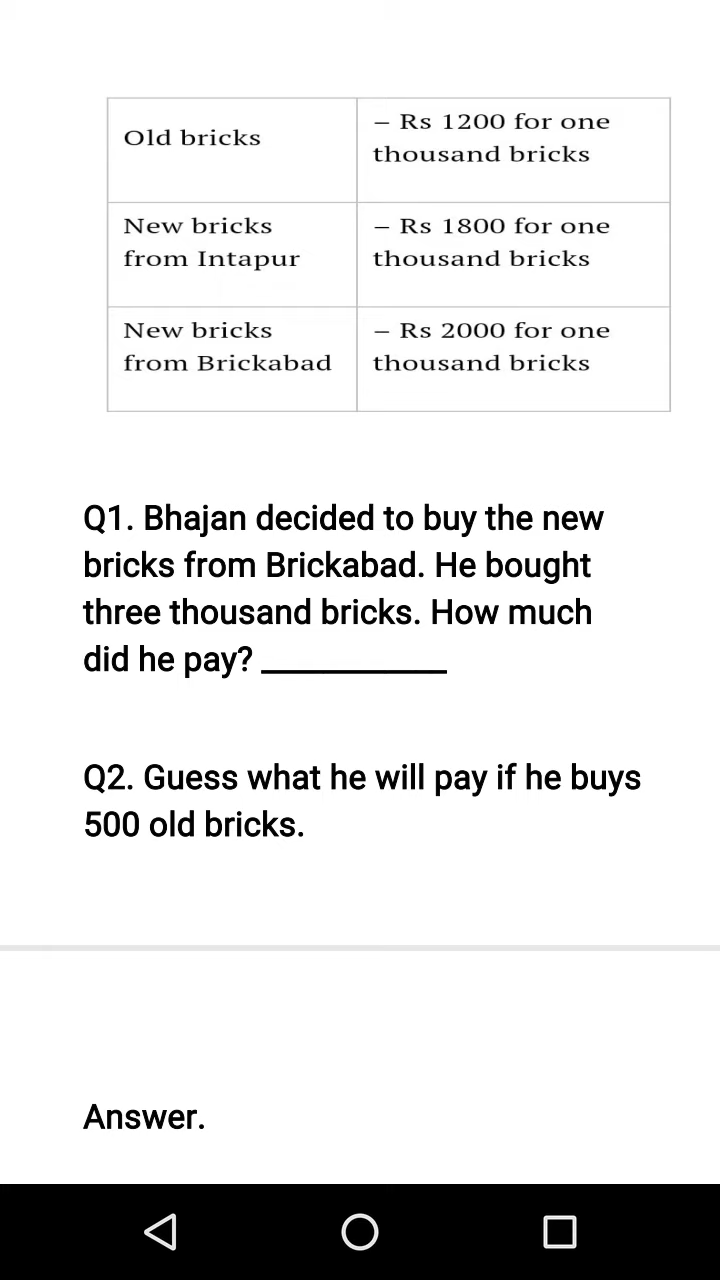 Old bricks
– Rs 1200 for one
thousand bricks
New bricks
from Intapur
– Rs 1800 for one
thousand bricks
New bricks
from Brickabad
– Rs 2000 for one
thousand bricks
Q1. Bhajan decided to buy the new
bricks from Brickabad. He bought
three thousand bricks. How much
did he pay? ___________
Q2. Guess what he will pay if he buys
500 old bricks.
Answer.